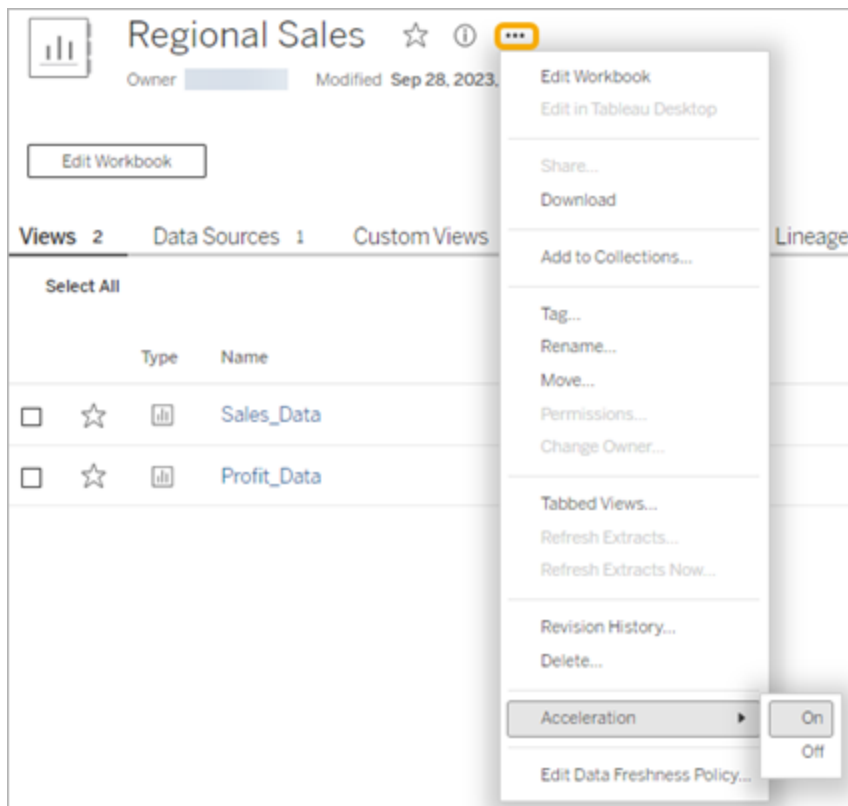 Regional Sales
Owner
Modified Sep 28, 2023,
Edit Workbook
Views 2
Data Sources 1
Custom Views
Lineage
Select All
Type
Name
Sales_Data
Profit_Data
Edit Workbook
Edit in Tableau Desktop
Share...
Download
Add to Collections...
Tag...
Rename...
Move...
Permissions...
Change Owner...
Tabbed Views...
Refresh Extracts...
Refresh Extracts Now...
Revision History...
Delete...
Acceleration
On
Off
Edit Data Freshness Policy...